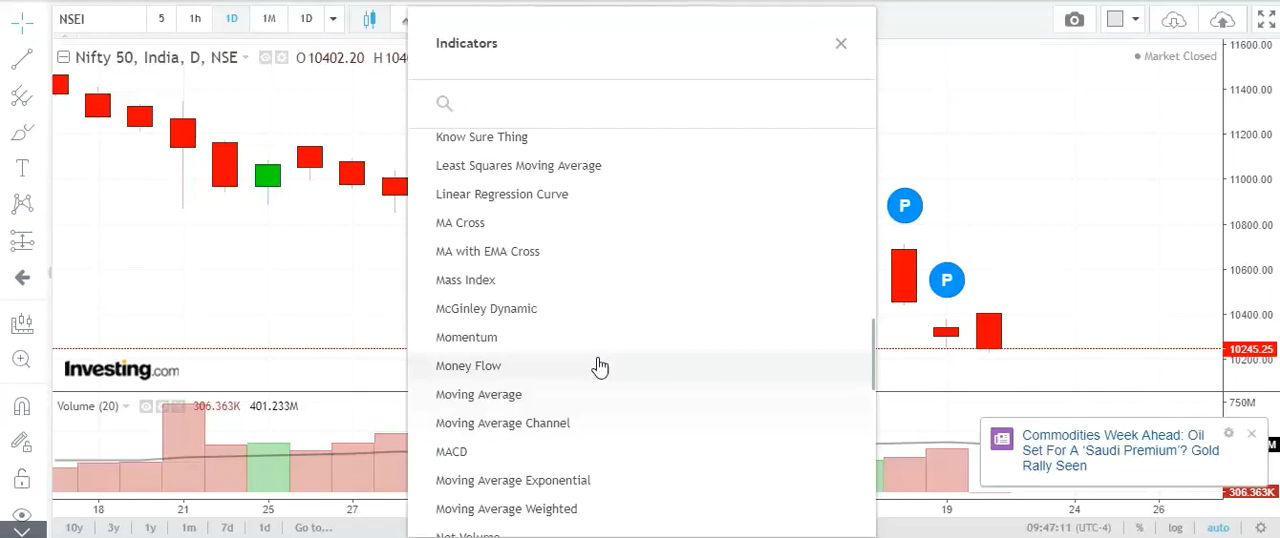 NSEI
5
1h
1D
1M
1D
Nifty 50, India, D, NSE
O10402.20
Indicators
Market Closed
Know Sure Thing
Least Squares Moving Average
Linear Regression Curve
MA Cross
MA with EMA Cross
Mass Index
McGinley Dynamic
Momentum
Money Flow
Moving Average
Moving Average Channel
MACD
Moving Average Exponential
Moving Average Weighted
P
P
11600.00
11400.00
11200.00
11000.00
10800.00
10600.00
10400.00
10245.25
Investing.com
Volume (20)
306.363K
401.233M
750M
306.363K
Commodities Week Ahead: Oil
Set For A ‘Saudi Premium’? Gold
Rally Seen
18
21
25
27
19
24
26
10y
3y
1y
1m
7d
1d
Go to...
09:47:11 (UTC-4)
%
log
auto